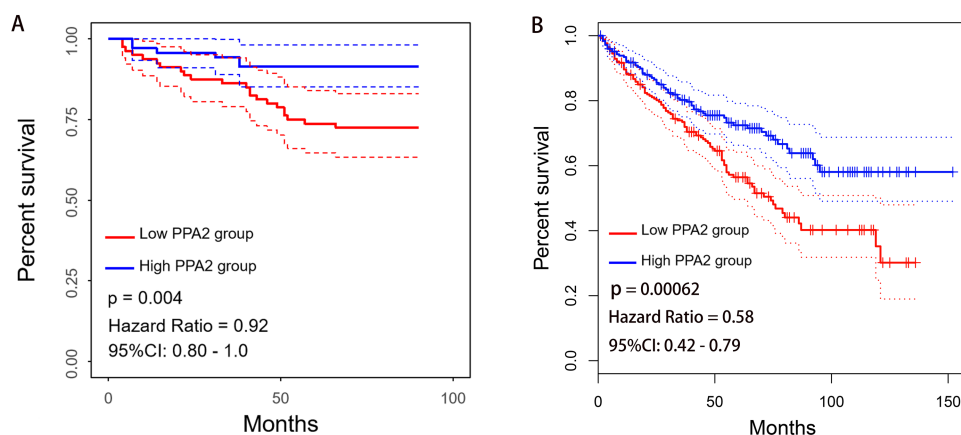 A
Percent survival
1.00
0.75
0.50
0.25
0.00
Low PPA2 group
High PPA2 group
p = 0.004
Hazard Ratio = 0.92
95%CI: 0.80 - 1.0
0
50
100
Months
B
Percent survival
1.0
0.8
0.6
0.4
0.2
0.0
Low PPA2 group
High PPA2 group
p = 0.00062
Hazard Ratio = 0.58
95%CI: 0.42 - 0.79
0
50
100
150
Months